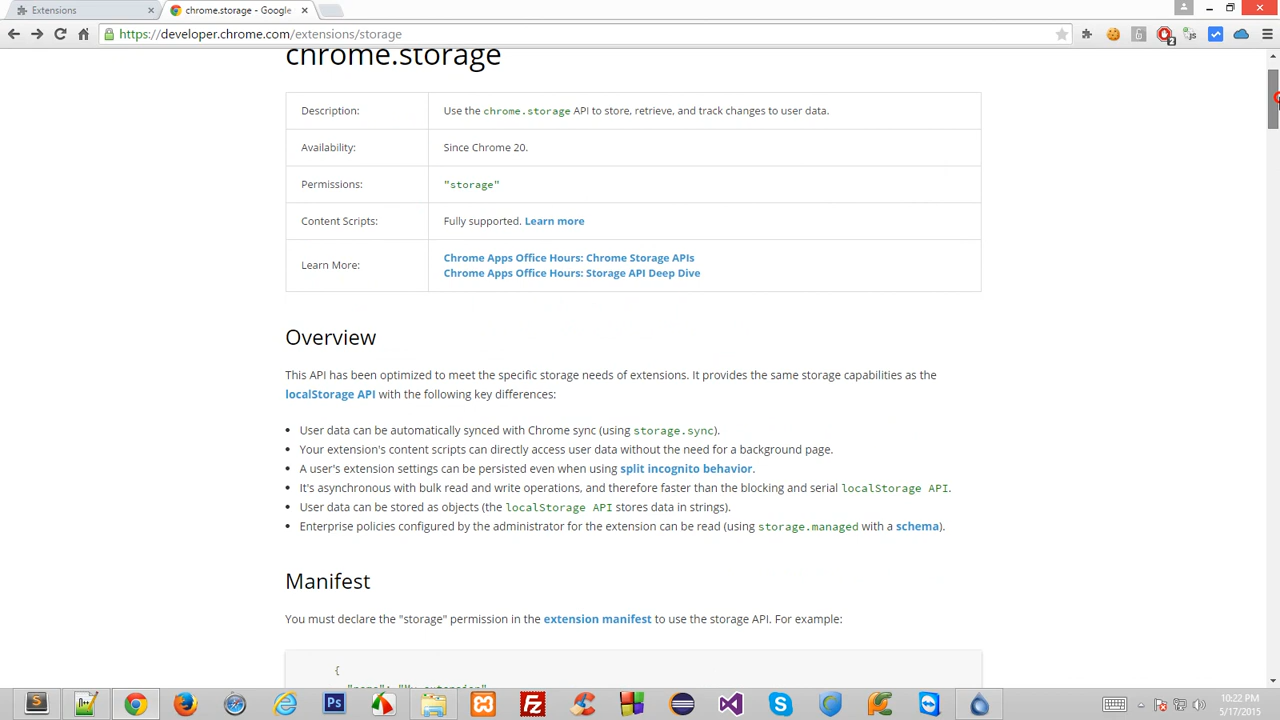 Extensions
chrome.storage - Google
https://developer.chrome.com/extensions/storage
2
chrome.storage
Description:
Use the chrome.storage API to store, retrieve, and track changes to user data.
Availability:
Since Chrome 20.
Permissions:
"storage"
Content Scripts:
Fully supported. Learn more
Learn More:
Chrome Apps Office Hours: Chrome Storage APIs
Chrome Apps Office Hours: Storage API Deep Dive
Overview
This API has been optimized to meet the specific storage needs of extensions. It provides the same storage capabilities as the
localStorage API with the following key differences:
User data can be automatically synced with Chrome sync (using storage.sync).
Your extension's content scripts can directly access user data without the need for a background page.
A user's extension settings can be persisted even when using split incognito behavior.
It's asynchronous with bulk read and write operations, and therefore faster than the blocking and serial localStorage API.
User data can be stored as objects (the localStorage API stores data in strings).
Enterprise policies configured by the administrator for the extension can be read (using storage.managed with a schema).
Manifest
You must declare the "storage" permission in the extension manifest to use the storage API. For example:
{
"name": "My extension"
10:22 PM
5/17/2015